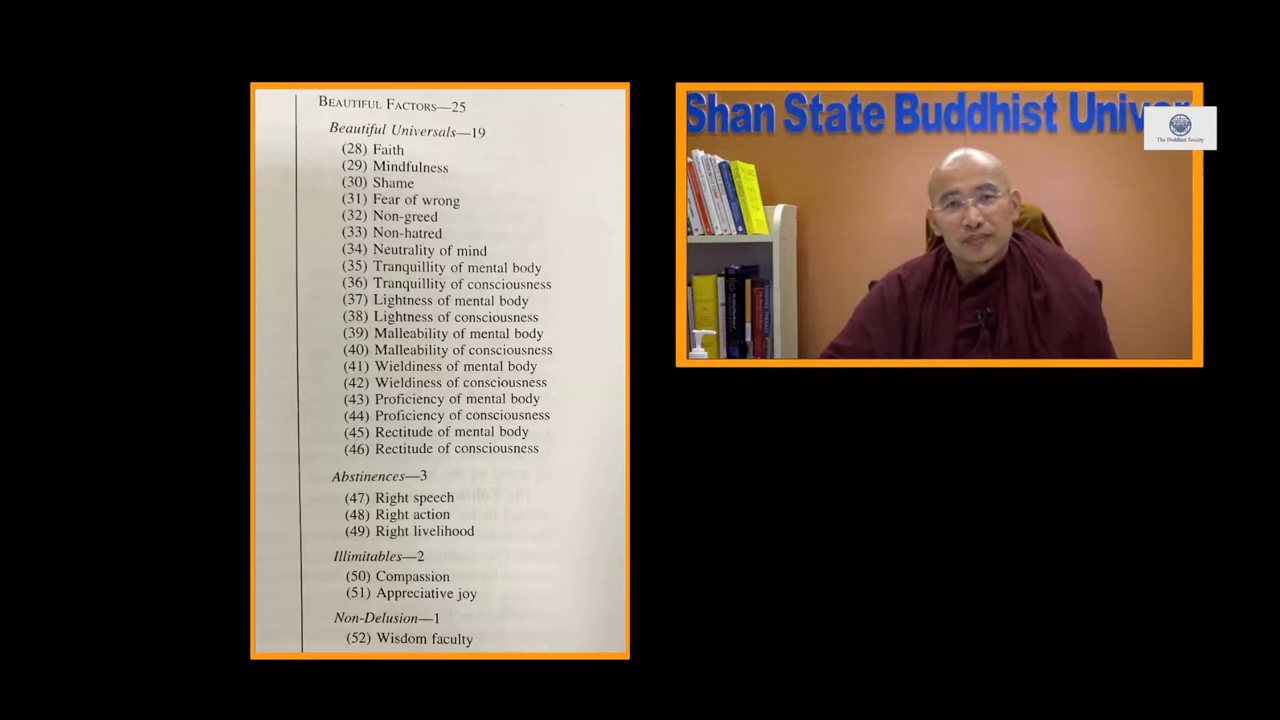 BEAUTIFUL FACTORS—25
Beautiful Universals—19
(28) Faith
(29) Mindfulness
(30) Shame
(31) Fear of wrong
(32) Non-greed
(33) Non-hatred
(34) Neutrality of mind
(35) Tranquillity of mental body
(36) Tranquillity of consciousness
(37) Lightness of mental body
(38) Lightness of consciousness
(39) Malleability of mental body
(40) Malleability of consciousness
(41) Wieldiness of mental body
(42) Wieldiness of consciousness
(43) Proficiency of mental body
(44) Proficiency of consciousness
(45) Rectitude of mental body
(46) Rectitude of consciousness
Abstinences—3
(47) Right speech
(48) Right action
(49) Right livelihood
Illimitables—2
(50) Compassion
(51) Appreciative joy
Non-Delusion—1
(52) Wisdom faculty
Shan State Buddhist Univer
The Buddhist Society